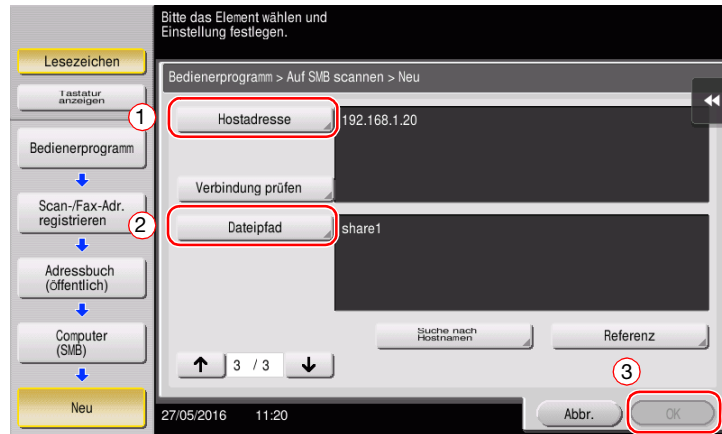 Bitte das Element wählen und
Einstellung festlegen.
Lesezeichen
Tastatur
anzeigen
Bedienerprogramm > Auf SMB scannen > Neu
1
Hostadresse
192.168.1.20
Bedienerprogramm
Verbindung prüfen
Scan-/Fax-Adr.
registrieren
2
Dateipfad
share1
Adressbuch
(öffentlich)
Computer
(SMB)
Suche nach
Hostnamen
Referenz
3 / 3
3
Neu
27/05/2016 11:20
Abbr.
OK